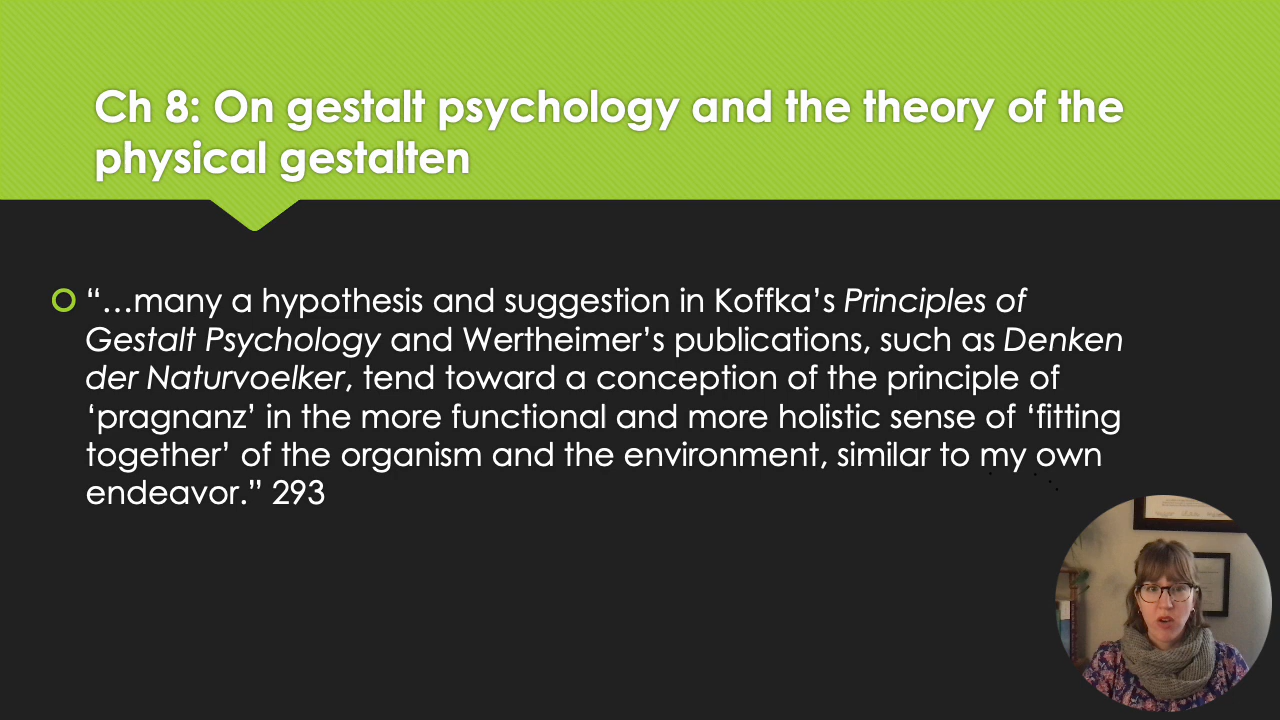 Ch 8: On gestalt psychology and the theory of the
physical gestalten
“…many a hypothesis and suggestion in Koffka’s Principles of
Gestalt Psychology and Wertheimer’s publications, such as Denken
der Naturvoelker, tend toward a conception of the principle of
‘pragnanz’ in the more functional and more holistic sense of ‘fitting
together’ of the organism and the environment, similar to my own
endeavor.” 293